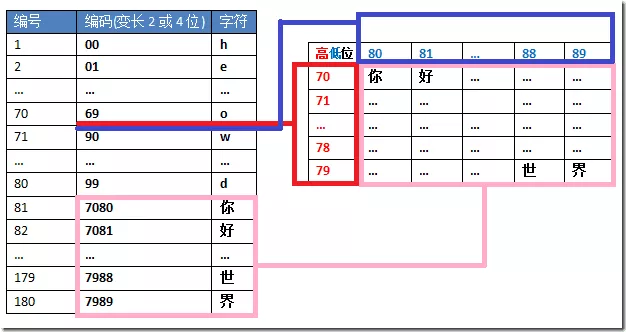 编号 编码(变长 2 或 4 位) 字符
1 00 h
2 01 e
... ... ...
70 69 o
71 90 w
... ... ...
80 99 d
81 7080 你
82 7081 好
... ... ...
179 7988 世
180 7989 界
高低位 80 81 ... 88 89
70 你 好 ... ... ...
71 ... ... ... ... ...
... ... ... ... ... ...
78 ... ... ... ... ...
79 ... ... ... 世 界